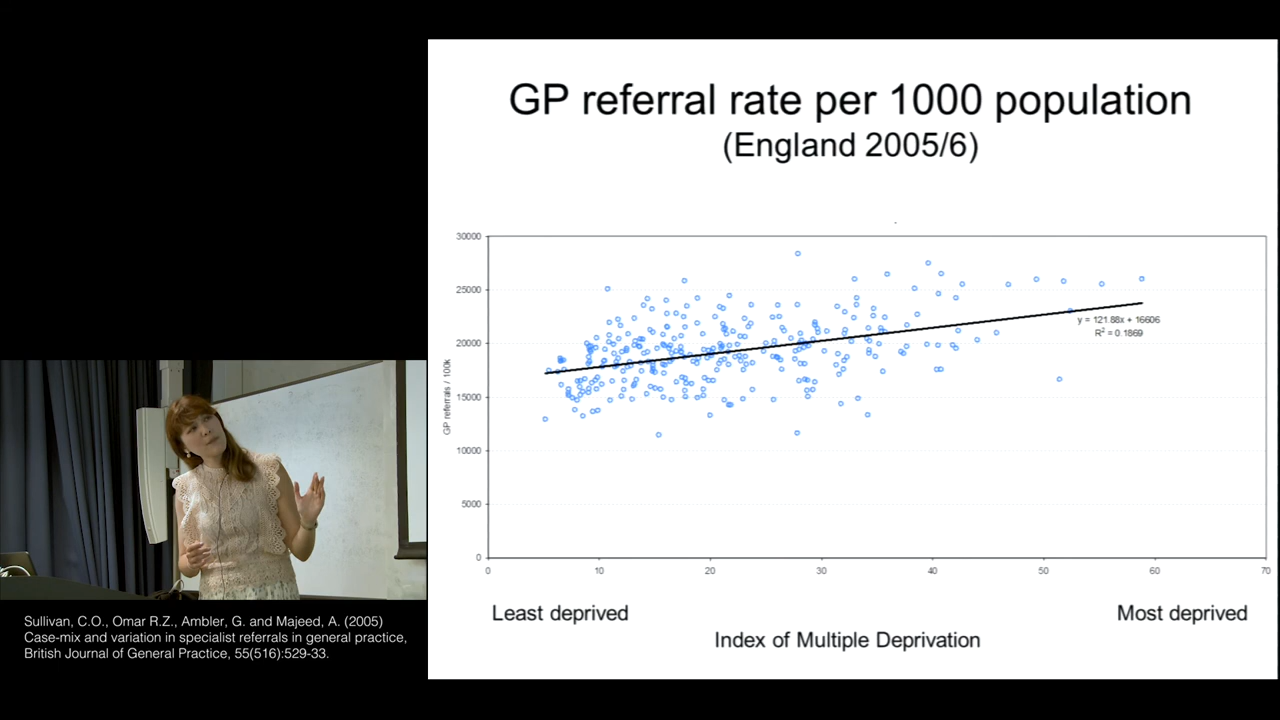 GP referral rate per 1000 population
(England 2005/6)
GP referrals / 100k
30000
25000
20000
15000
10000
5000
0
y = 121.88x + 16606
R² = 0.1869
0 10 20 30 40 50 60 70
Least deprived Most deprived
Index of Multiple Deprivation
Sullivan, C.O., Omar R.Z., Ambler, G. and Majeed, A. (2005)
Case-mix and variation in specialist referrals in general practice,
British Journal of General Practice, 55(516):529-33.